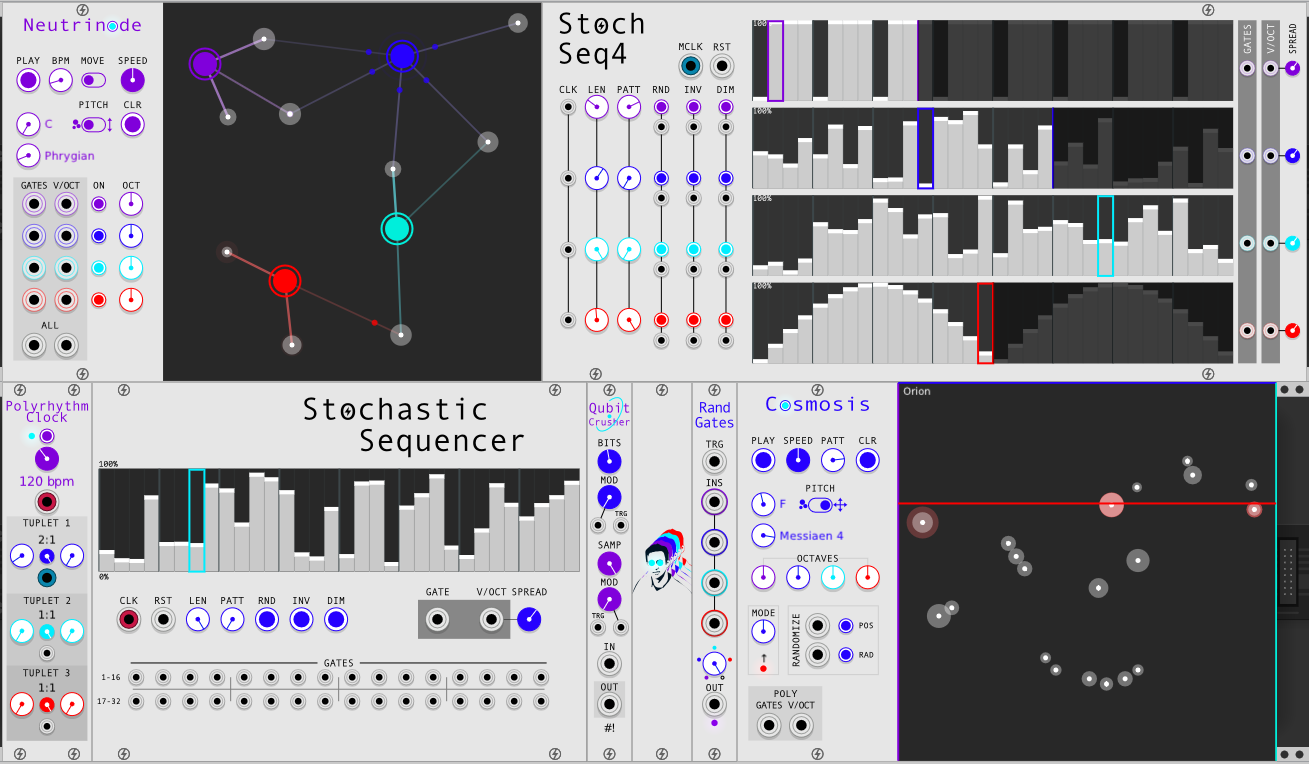 Neutrinode
PLAY BPM MOVE SPEED
C PITCH CLR
Phrygian
GATES V/OCT ON OCT
ALL
Stoch
Seq4
MCLK RST
CLK LEN PATT RND INV DIM
100
100%
100%
100%
GATES
V/OCT
SPREAD
Polyrhythm
Clock
120 bpm
TUPLET 1
2:1
TUPLET 2
1:1
TUPLET 3
1:1
Stochastic
Sequencer
100%
0%
CLK RST LEN PATT RND INV DIM
GATE V/OCT SPREAD
GATES
1-16
17-32
Qubit
Crusher
BITS
MOD
TRG
SAMP
MOD
TRG
IN
OUT
#!
Rand
Gates
TRG
INS
OUT
Cosmosis
PLAY SPEED PATT CLR
F PITCH
Messiaen 4
OCTAVES
MODE
RANDOMIZE
POS
RAD
POLY
GATES V/OCT
Orion